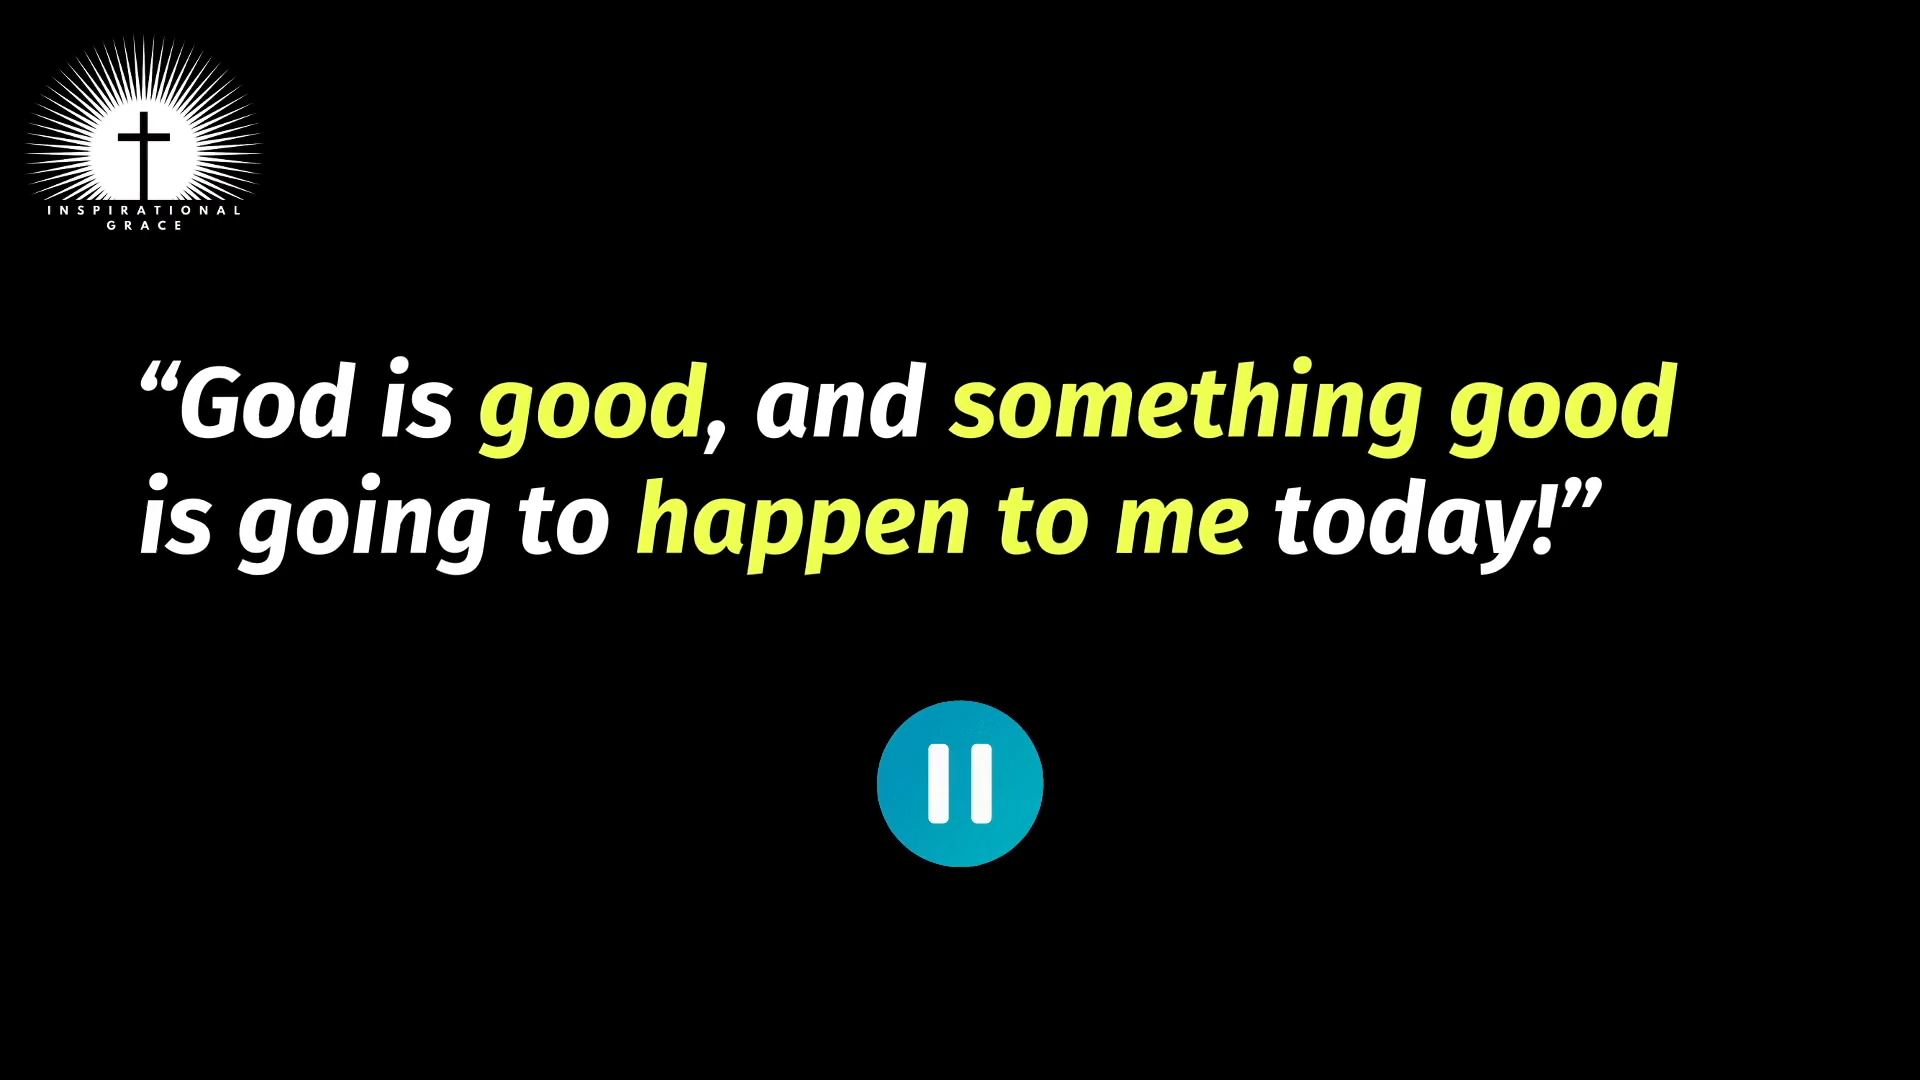 INSPIRATIONAL
GRACE
“God is good, and something good
is going to happen to me today!”